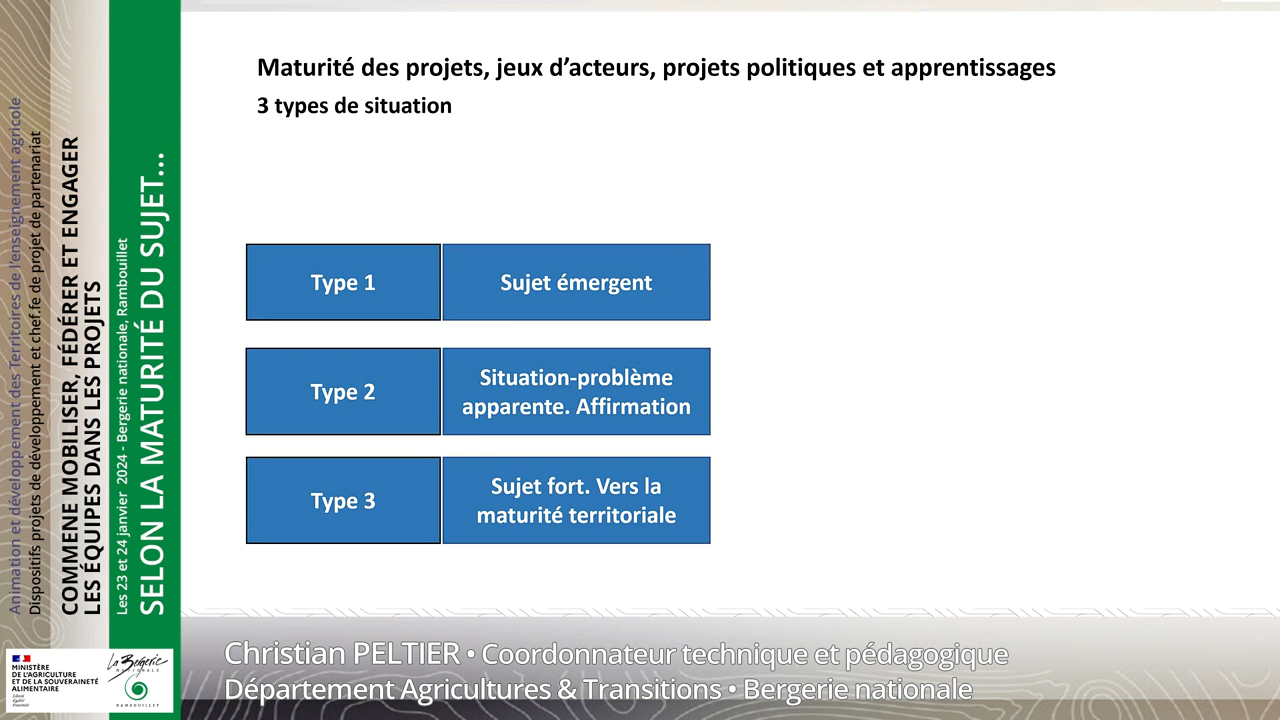 Animation et développement des Territoires de l'enseignement agricole
Dispositifs projets de développement et chef.fe de projet de partenariat
COMMENE MOBILISER, FÉDÉRER ET ENGAGER
LES ÉQUIPES DANS LES PROJETS
Les 23 et 24 janvier 2024 - Bergerie nationale, Rambouillet
SELON LA MATURITÉ DU SUJET...
Maturité des projets, jeux d’acteurs, projets politiques et apprentissages
3 types de situation
Type 1
Sujet émergent
Type 2
Situation-problème
apparente. Affirmation
Type 3
Sujet fort. Vers la
maturité territoriale
Christian PELTIER • Coordonnateur technique et pédagogique
Département Agricultures & Transitions • Bergerie nationale
MINISTÈRE
DE L'AGRICULTURE
ET DE LA SOUVERAINETÉ
ALIMENTAIRE
Liberté
Égalité
Fraternité
La Bergerie
NATIONALE
RAMBOUILLET